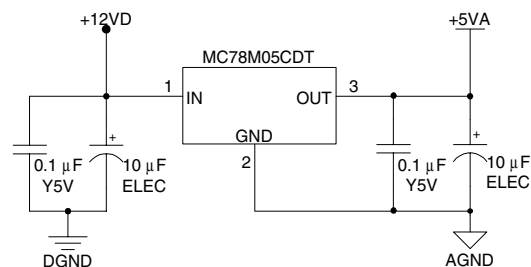 +12VD
+5VA
MC78M05CDT
1
IN
OUT
3
GND
2
+
0.1 µF
Y5V
10 µF
ELEC
+
0.1 µF
Y5V
10 µF
ELEC
DGND
AGND